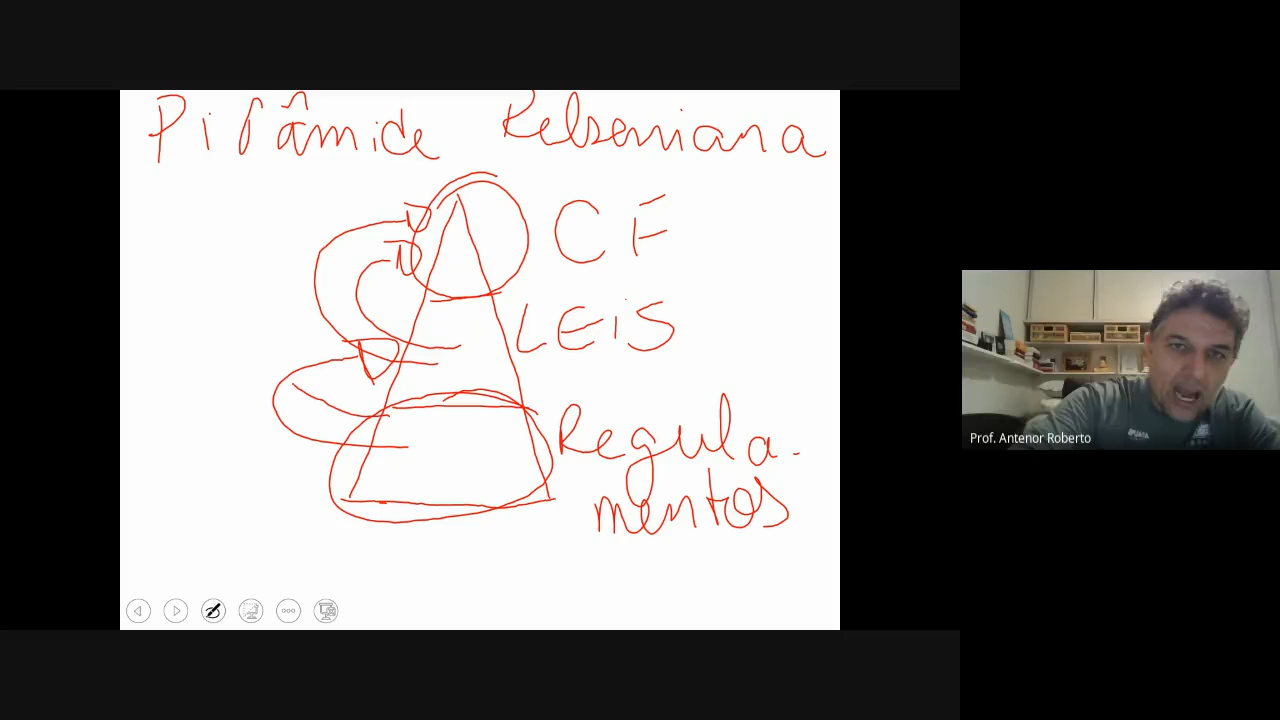 Pirâmide Kelseniana
CF
LEIS
Regula-
mentos
Prof. Antenor Roberto